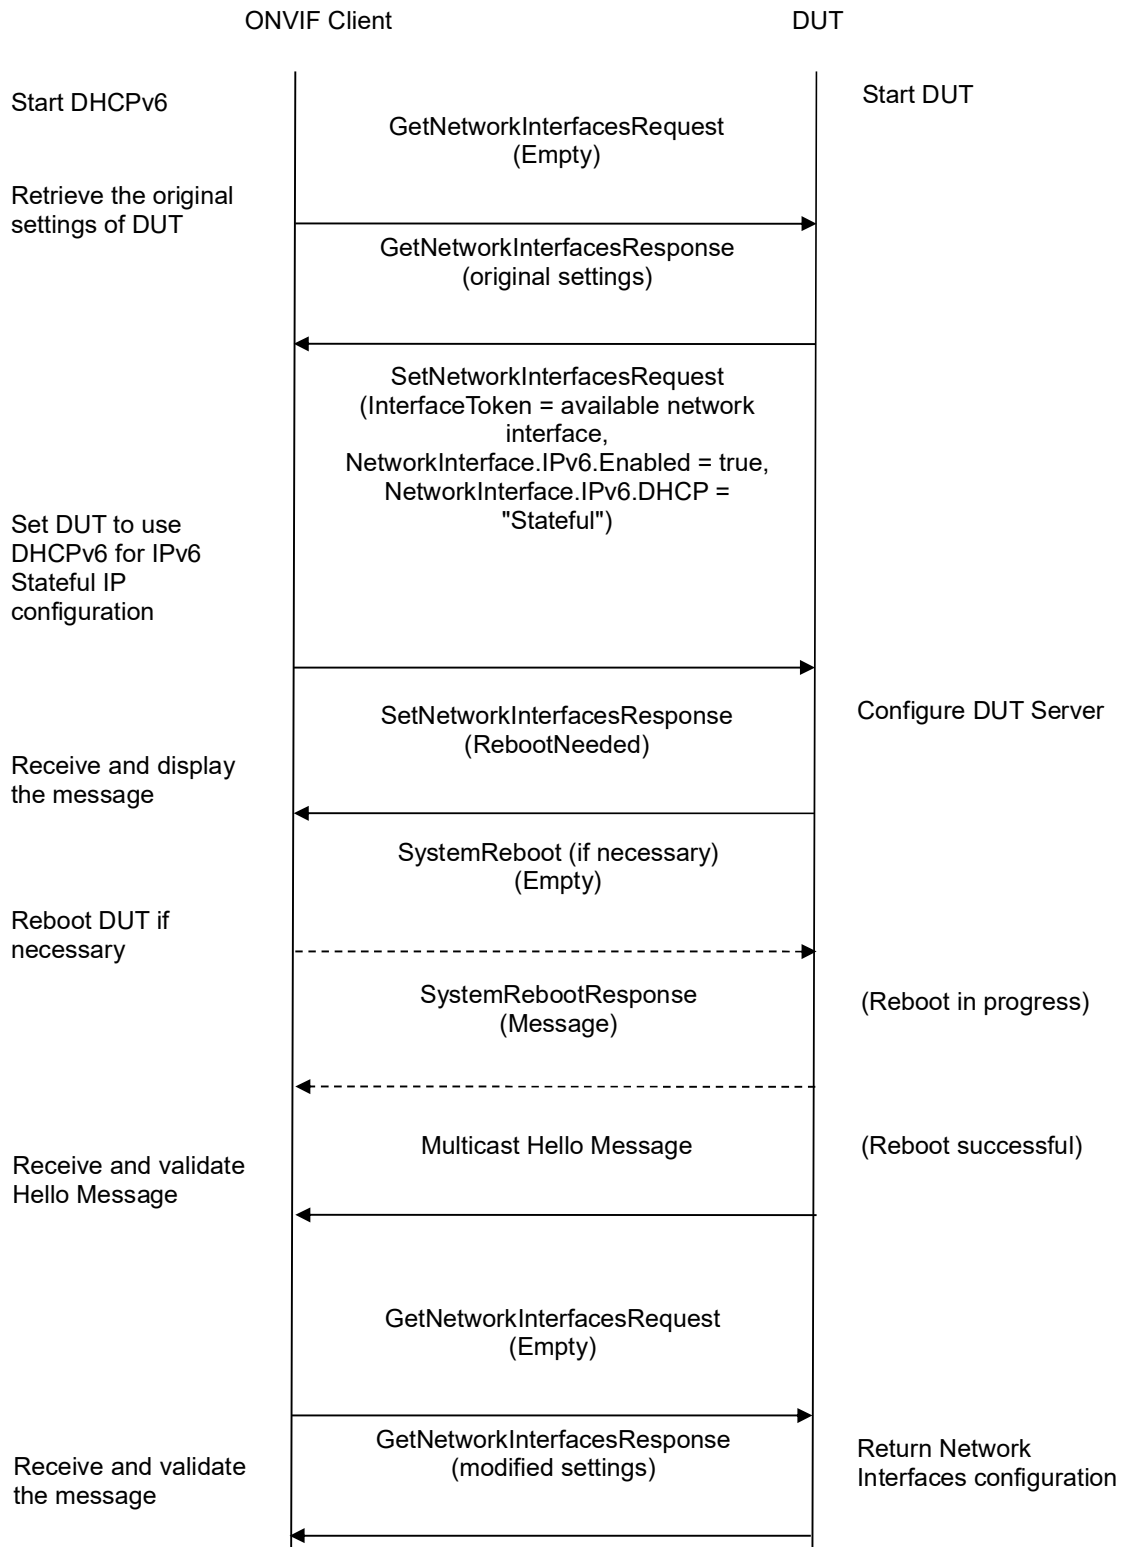 ONVIF Client
DUT
Start DHCPv6
Start DUT
GetNetworkInterfacesRequest
(Empty)
Retrieve the original
settings of DUT
GetNetworkInterfacesResponse
(original settings)
SetNetworkInterfacesRequest
(InterfaceToken = available network
interface,
NetworkInterface.IPv6.Enabled = true,
NetworkInterface.IPv6.DHCP =
"Stateful")
Set DUT to use
DHCPv6 for IPv6
Stateful IP
configuration
SetNetworkInterfacesResponse
(RebootNeeded)
Configure DUT Server
Receive and display
the message
SystemReboot (if necessary)
(Empty)
Reboot DUT if
necessary
SystemRebootResponse
(Message)
(Reboot in progress)
Multicast Hello Message
(Reboot successful)
Receive and validate
Hello Message
GetNetworkInterfacesRequest
(Empty)
GetNetworkInterfacesResponse
(modified settings)
Return Network
Interfaces configuration
Receive and validate
the message